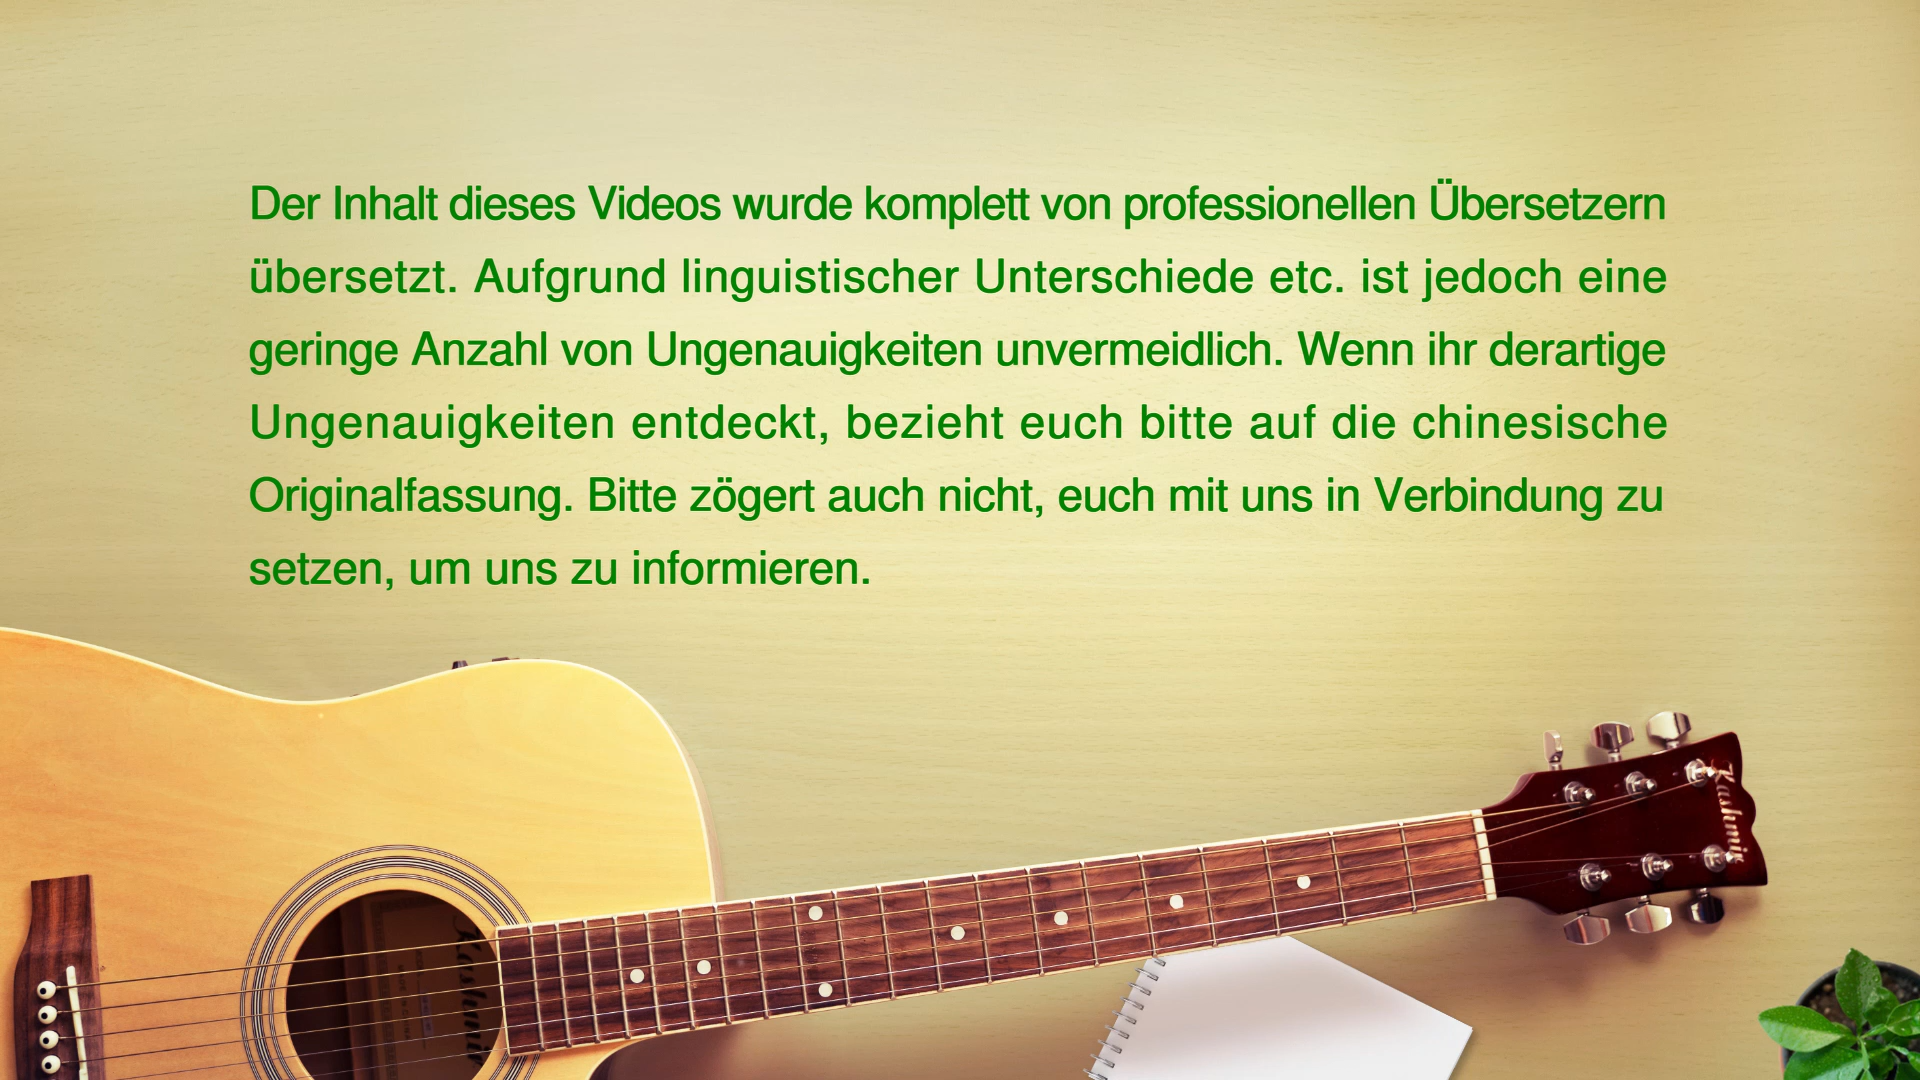 Der Inhalt dieses Videos wurde komplett von professionellen Übersetzern
übersetzt. Aufgrund linguistischer Unterschiede etc. ist jedoch eine
geringe Anzahl von Ungenauigkeiten unvermeidlich. Wenn ihr derartige
Ungenauigkeiten entdeckt, bezieht euch bitte auf die chinesische
Originalfassung. Bitte zögert auch nicht, euch mit uns in Verbindung zu
setzen, um uns zu informieren.
Kashmir
Kashmir